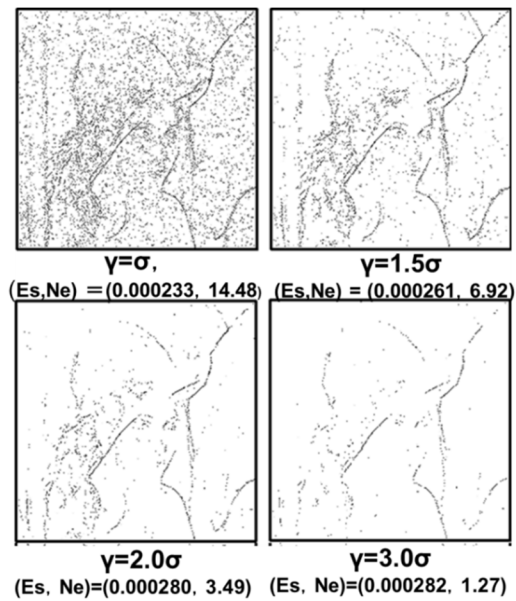 γ=σ,
γ=1.5σ
(Es,Ne) =(0.000233, 14.48)
(Es,Ne) = (0.000261, 6.92)
γ=2.0σ
γ=3.0σ
(Es, Ne)=(0.000280, 3.49)
(Es, Ne)=(0.000282, 1.27)